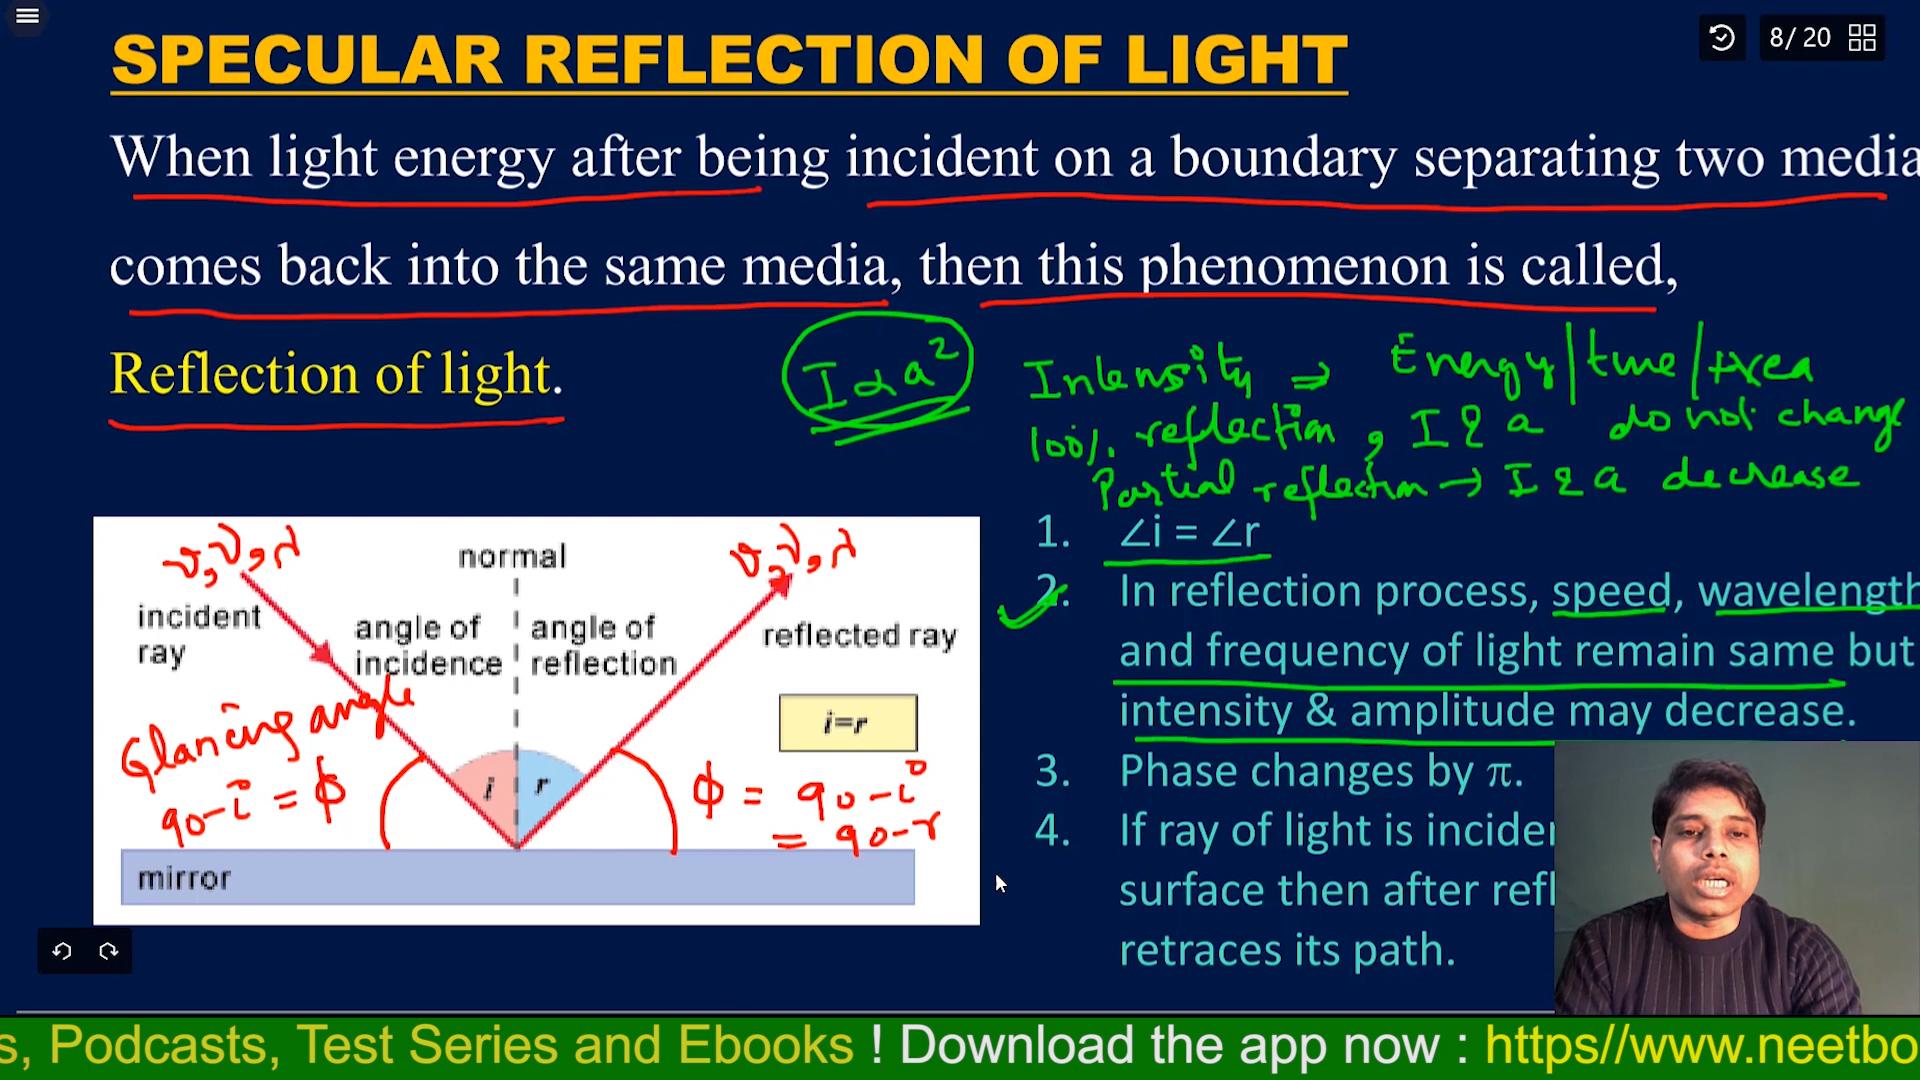 8/ 20
SPECULAR REFLECTION OF LIGHT
When light energy after being incident on a boundary separating two media
comes back into the same media, then this phenomenon is called,
Reflection of light.
I α a²
Intensity ⇒ Energy/time/Area
100%. reflection, I & a do not change
Partial reflection → I & a decrease
1. ∠i = ∠r
2. In reflection process, speed, wavelength
and frequency of light remain same but
intensity & amplitude may decrease.
3. Phase changes by π.
4. If ray of light is inciden
surface then after refl
retraces its path.
v, ν, λ
normal
v, ν, λ
incident
ray
angle of
incidence
angle of
reflection
reflected ray
i=r
Glancing angle
90-i = ϕ
i
r
ϕ = 90-i
= 90-r
mirror
s, Podcasts, Test Series and Ebooks ! Download the app now : https//www.neetbo